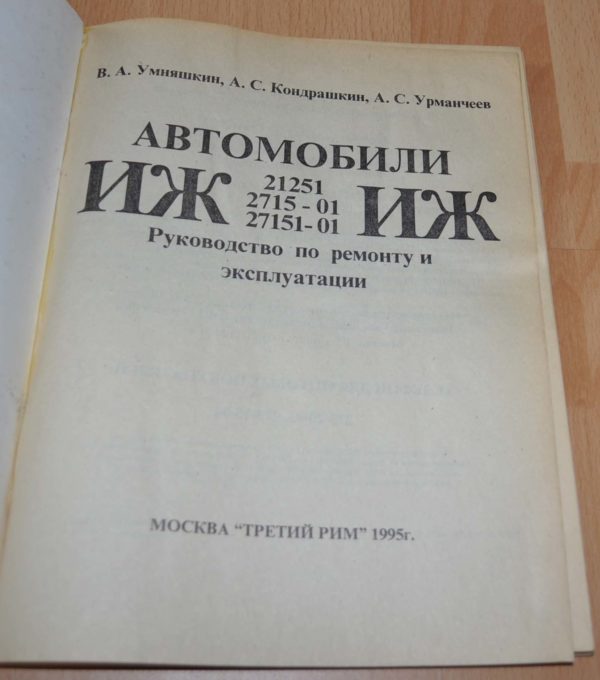 В. А. Умняшкин, А. С. Кондрашкин, А. С. Урманчеев
АВТОМОБИЛИ
ИЖ 21251 ИЖ
2715 - 01
27151- 01
Руководство по ремонту и
эксплуатации
МОСКВА "ТРЕТИЙ РИМ" 1995г.